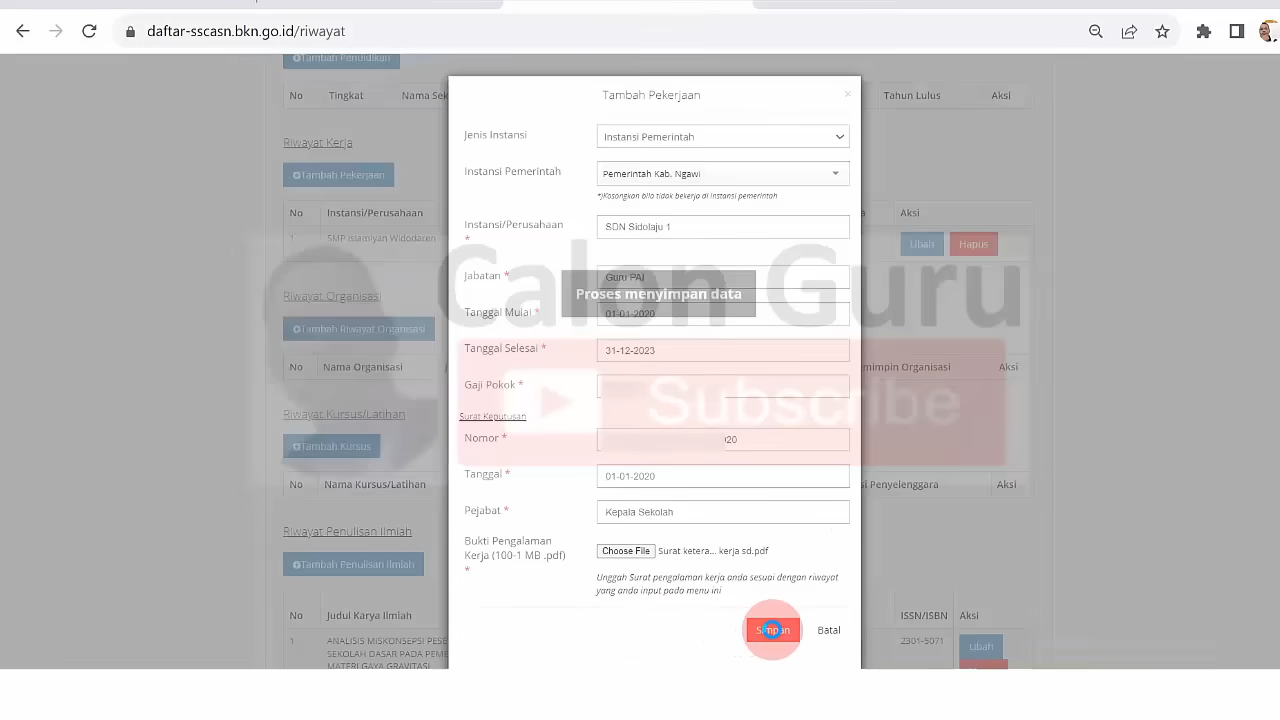 daftar-sscasn.bkn.go.id/riwayat
Tambah Pendidikan
No Tingkat Nama Sek Tahun Lulus Aksi
Riwayat Kerja
Tambah Pekerjaan
No Instansi/Perusahaan a Aksi
1 SMP Islamiyah Widodaren Ubah Hapus
Riwayat Organisasi
Tambah Riwayat Organisasi
No Nama Organisasi mimpin Organisasi Aksi
Riwayat Kursus/Latihan
Tambah Kursus
No Nama Kursus/Latihan si Penyelenggara Aksi
Riwayat Penulisan Ilmiah
Tambah Penulisan Ilmiah
No Judul Karya Ilmiah ISSN/ISBN Aksi
1 ANALISIS MISKONSEPSI PESE 2301-5071 Ubah
SEKOLAH DASAR PADA PEME
MATERI GAYA GRAVITASI
Tambah Pekerjaan ×
Jenis Instansi Instansi Pemerintah
Instansi Pemerintah Pemerintah Kab. Ngawi
*)Kosongkan bila tidak bekerja di instansi pemerintah
Instansi/Perusahaan * SDN Sidolaju 1
Jabatan * Guru PAI
Proses menyimpan data
Tanggal Mulai * 01-01-2020
Tanggal Selesai * 31-12-2023
Gaji Pokok *
Surat Keputusan
Nomor * 020
Tanggal * 01-01-2020
Pejabat * Kepala Sekolah
Bukti Pengalaman
Kerja (100-1 MB .pdf) Choose File Surat ketera... kerja sd.pdf
*
Unggah Surat pengalaman kerja anda sesuai dengan riwayat
yang anda input pada menu ini
Simpan Batal
Calon Guru
Subscribe